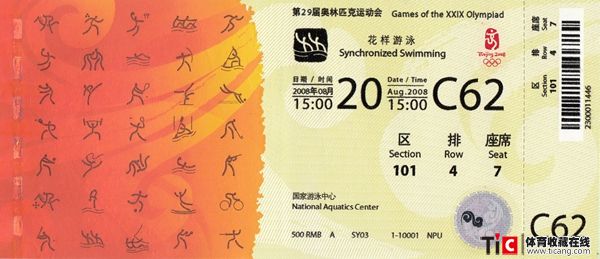 第29届奥林匹克运动会 Games of the XXIX Olympiad
花样游泳
Synchronized Swimming
Beijing 2008
日期 / 时间 Date / Time
2008年08月 20 Aug.2008
15:00 15:00
C62
区 排 座席
Section Row Seat
101 4 7
国家游泳中心
National Aquatics Center
500 RMB A SY03 1-10001 NPU
座席 7
排 4
区 101
2300011446
C62
TiC 体育收藏在线
www.ticang.com